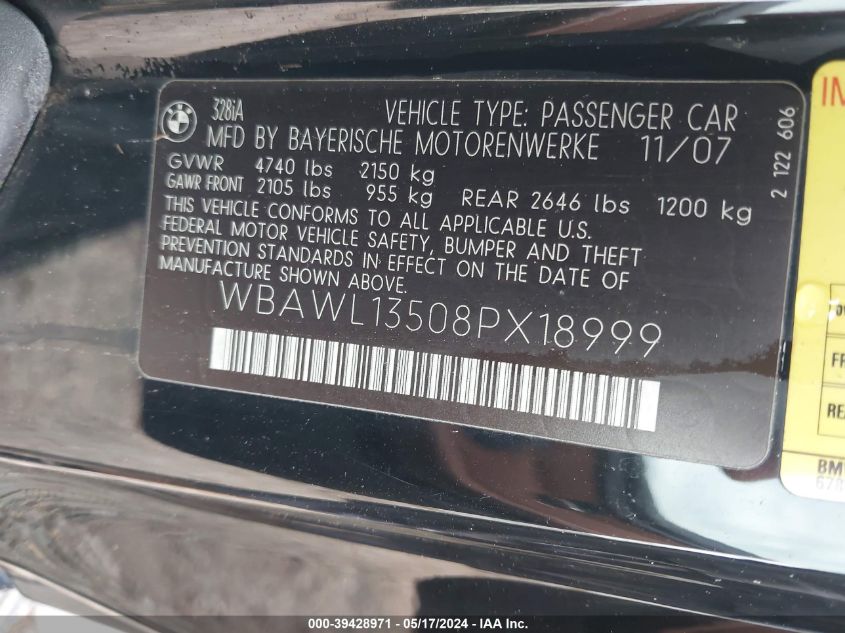 328iA
VEHICLE TYPE: PASSENGER CAR
MFD BY BAYERISCHE MOTORENWERKE 11/07
GVWR 4740 lbs 2150 kg
GAWR FRONT 2105 lbs 955 kg REAR 2646 lbs 1200 kg
THIS VEHICLE CONFORMS TO ALL APPLICABLE U.S.
FEDERAL MOTOR VEHICLE SAFETY, BUMPER AND THEFT
PREVENTION STANDARDS IN EFFECT ON THE DATE OF
MANUFACTURE SHOWN ABOVE.
WBAWL13508PX18999
2 122 606
BM
000-39428971 - 05/17/2024 - IAA Inc.